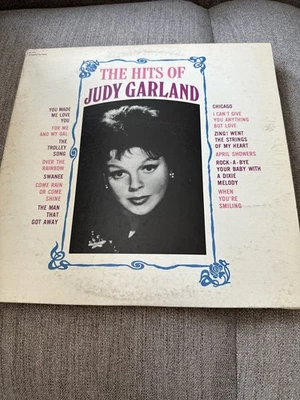 THE HITS OF
JUDY GARLAND
YOU MADE
ME LOVE
YOU
FOR ME
AND MY GAL
THE
TROLLEY
SONG
OVER THE
RAINBOW
SWANEE
COME RAIN
OR COME
SHINE
THE MAN
THAT
GOT AWAY
CHICAGO
I CAN'T GIVE
YOU ANYTHING
BUT LOVE
ZING! WENT
THE STRINGS
OF MY HEART
APRIL SHOWERS
ROCK-A-BYE
YOUR BABY WITH
A DIXIE
MELODY
WHEN
YOU'RE
SMILING